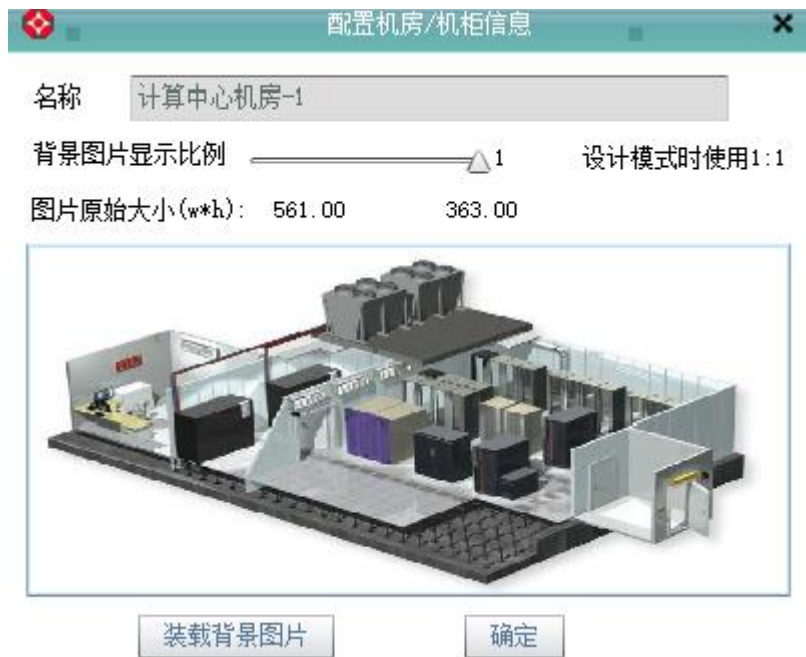 配置机房/机柜信息
名称 计算中心机房-1
背景图片显示比例 1 设计模式时使用1:1
图片原始大小(w*h): 561.00 363.00
装载背景图片 确定